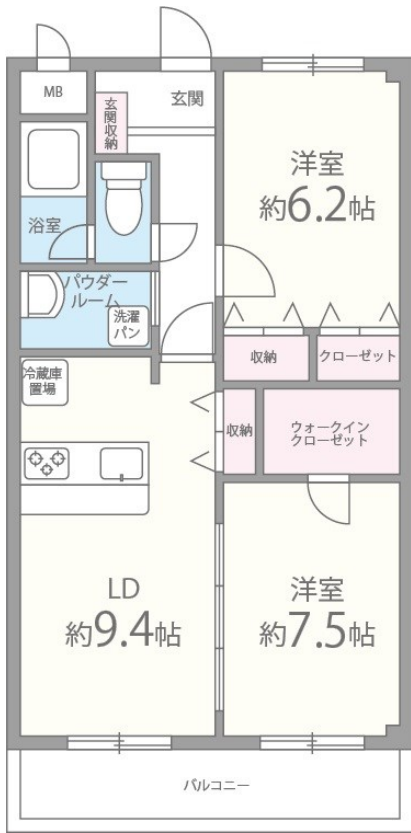 MB
玄関
玄関収納
洋室
約6.2帖
浴室
パウダー
ルーム
洗濯
パン
冷蔵庫
置場
収納
クローゼット
収納
ウォークイン
クローゼット
LD
約9.4帖
洋室
約7.5帖
バルコニー